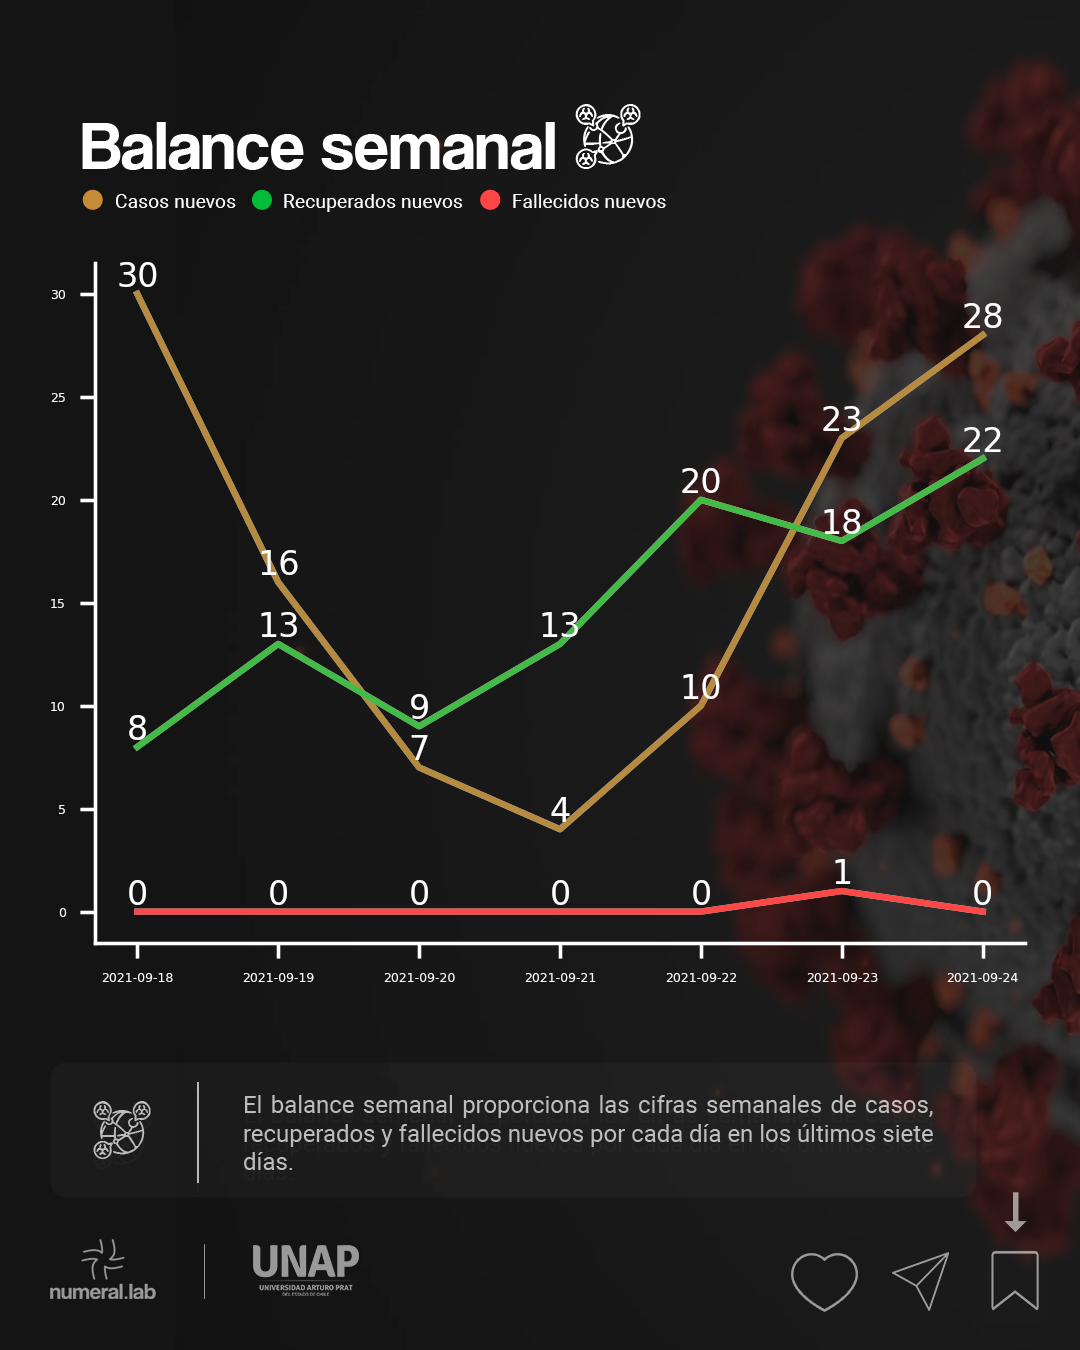 Balance semanal
Casos nuevos Recuperados nuevos Fallecidos nuevos
30
28
30
25
23
22
20
20
18
16
15
13
13
10
10
9
8
7
5
4
1
0 0 0 0 0 0
0
2021-09-18 2021-09-19 2021-09-20 2021-09-21 2021-09-22 2021-09-23 2021-09-24
El balance semanal proporciona las cifras semanales de casos,
recuperados y fallecidos nuevos por cada día en los últimos siete
días.
numeral.lab
UNAP
UNIVERSIDAD ARTURO PRAT
DEL ESTADO DE CHILE